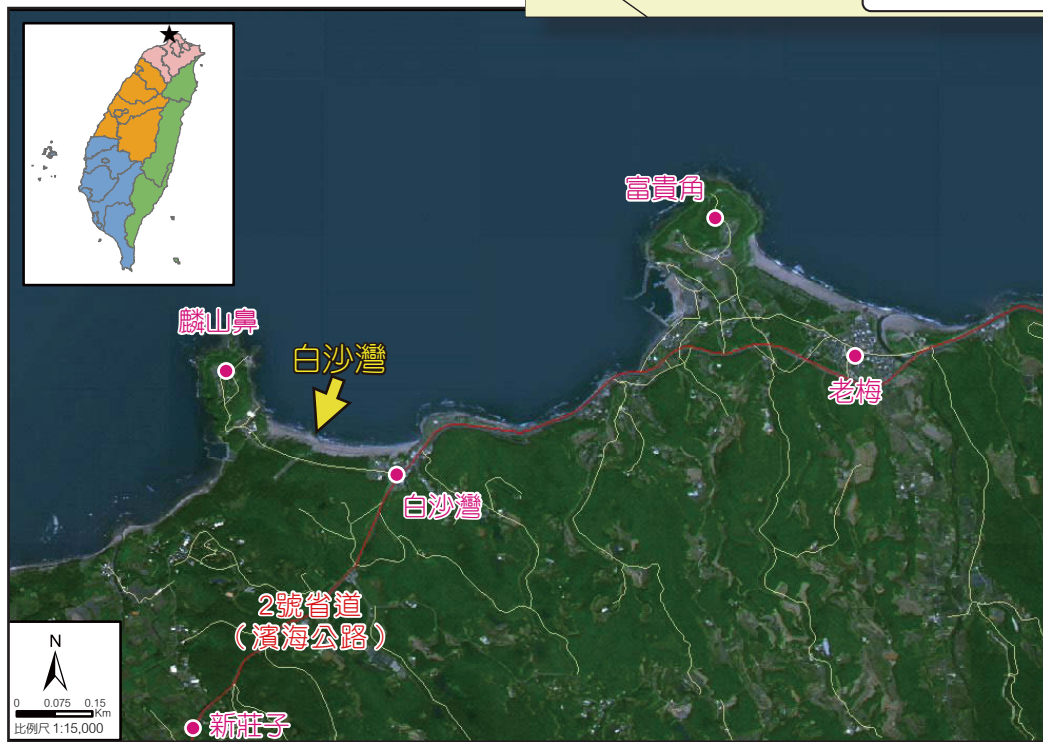 富貴角
麟山鼻
白沙灣
老梅
白沙灣
2號省道
(濱海公路)
N
0 0.075 0.15
Km
比例尺 1:15,000
新莊子